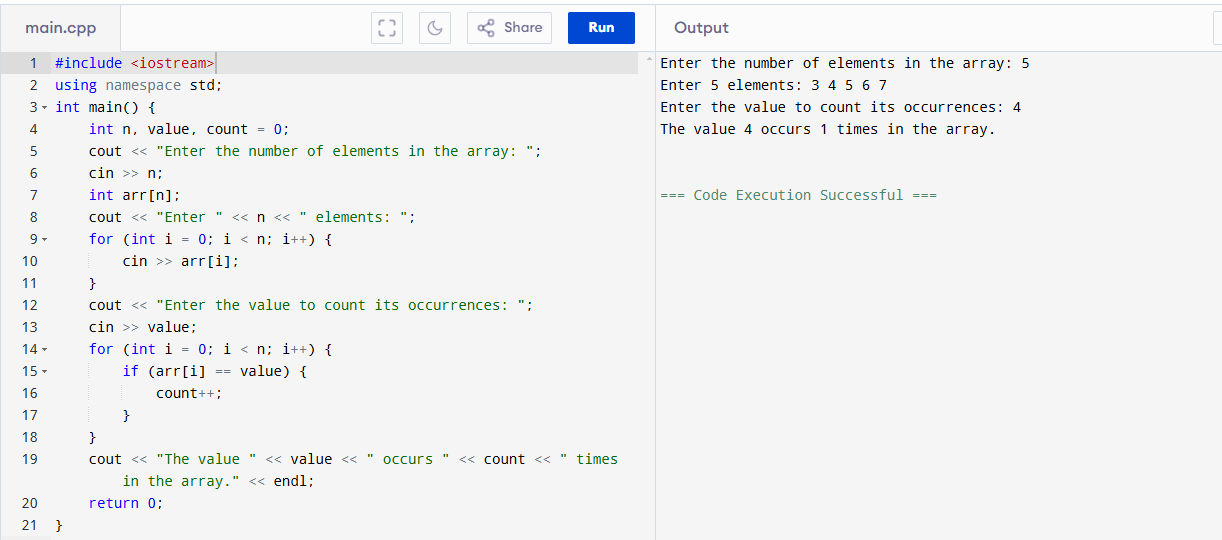 main.cpp
Share
Run
Output
1 #include <iostream>
2 using namespace std;
3 int main() {
4     int n, value, count = 0;
5     cout << "Enter the number of elements in the array: ";
6     cin >> n;
7     int arr[n];
8     cout << "Enter " << n << " elements: ";
9     for (int i = 0; i < n; i++) {
10         cin >> arr[i];
11     }
12     cout << "Enter the value to count its occurrences: ";
13     cin >> value;
14     for (int i = 0; i < n; i++) {
15         if (arr[i] == value) {
16             count++;
17         }
18     }
19     cout << "The value " << value << " occurs " << count << " times
in the array." << endl;
20     return 0;
21 }
Enter the number of elements in the array: 5
Enter 5 elements: 3 4 5 6 7
Enter the value to count its occurrences: 4
The value 4 occurs 1 times in the array.
=== Code Execution Successful ===